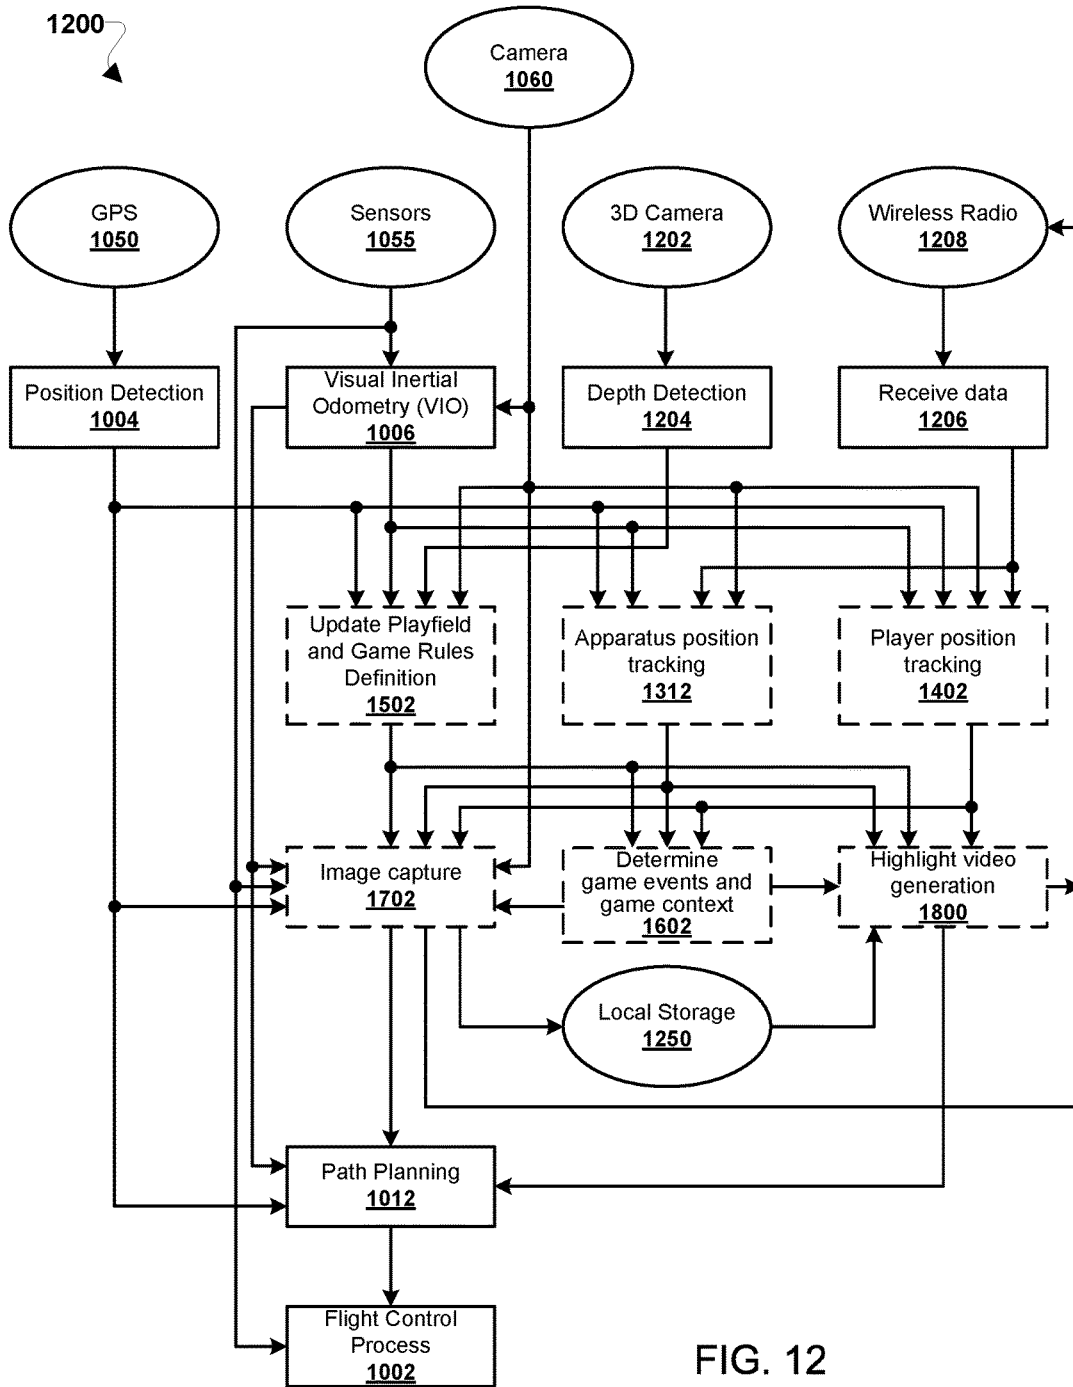 1200
Camera
1060
GPS
1050
Sensors
1055
3D Camera
1202
Wireless Radio
1208
Position Detection
1004
Visual Inertial
Odometry (VIO)
1006
Depth Detection
1204
Receive data
1206
Update Playfield
and Game Rules
Definition
1502
Apparatus position
tracking
1312
Player position
tracking
1402
Image capture
1702
Determine
game events and
game context
1602
Highlight video
generation
1800
Local Storage
1250
Path Planning
1012
Flight Control
Process
1002
FIG. 12